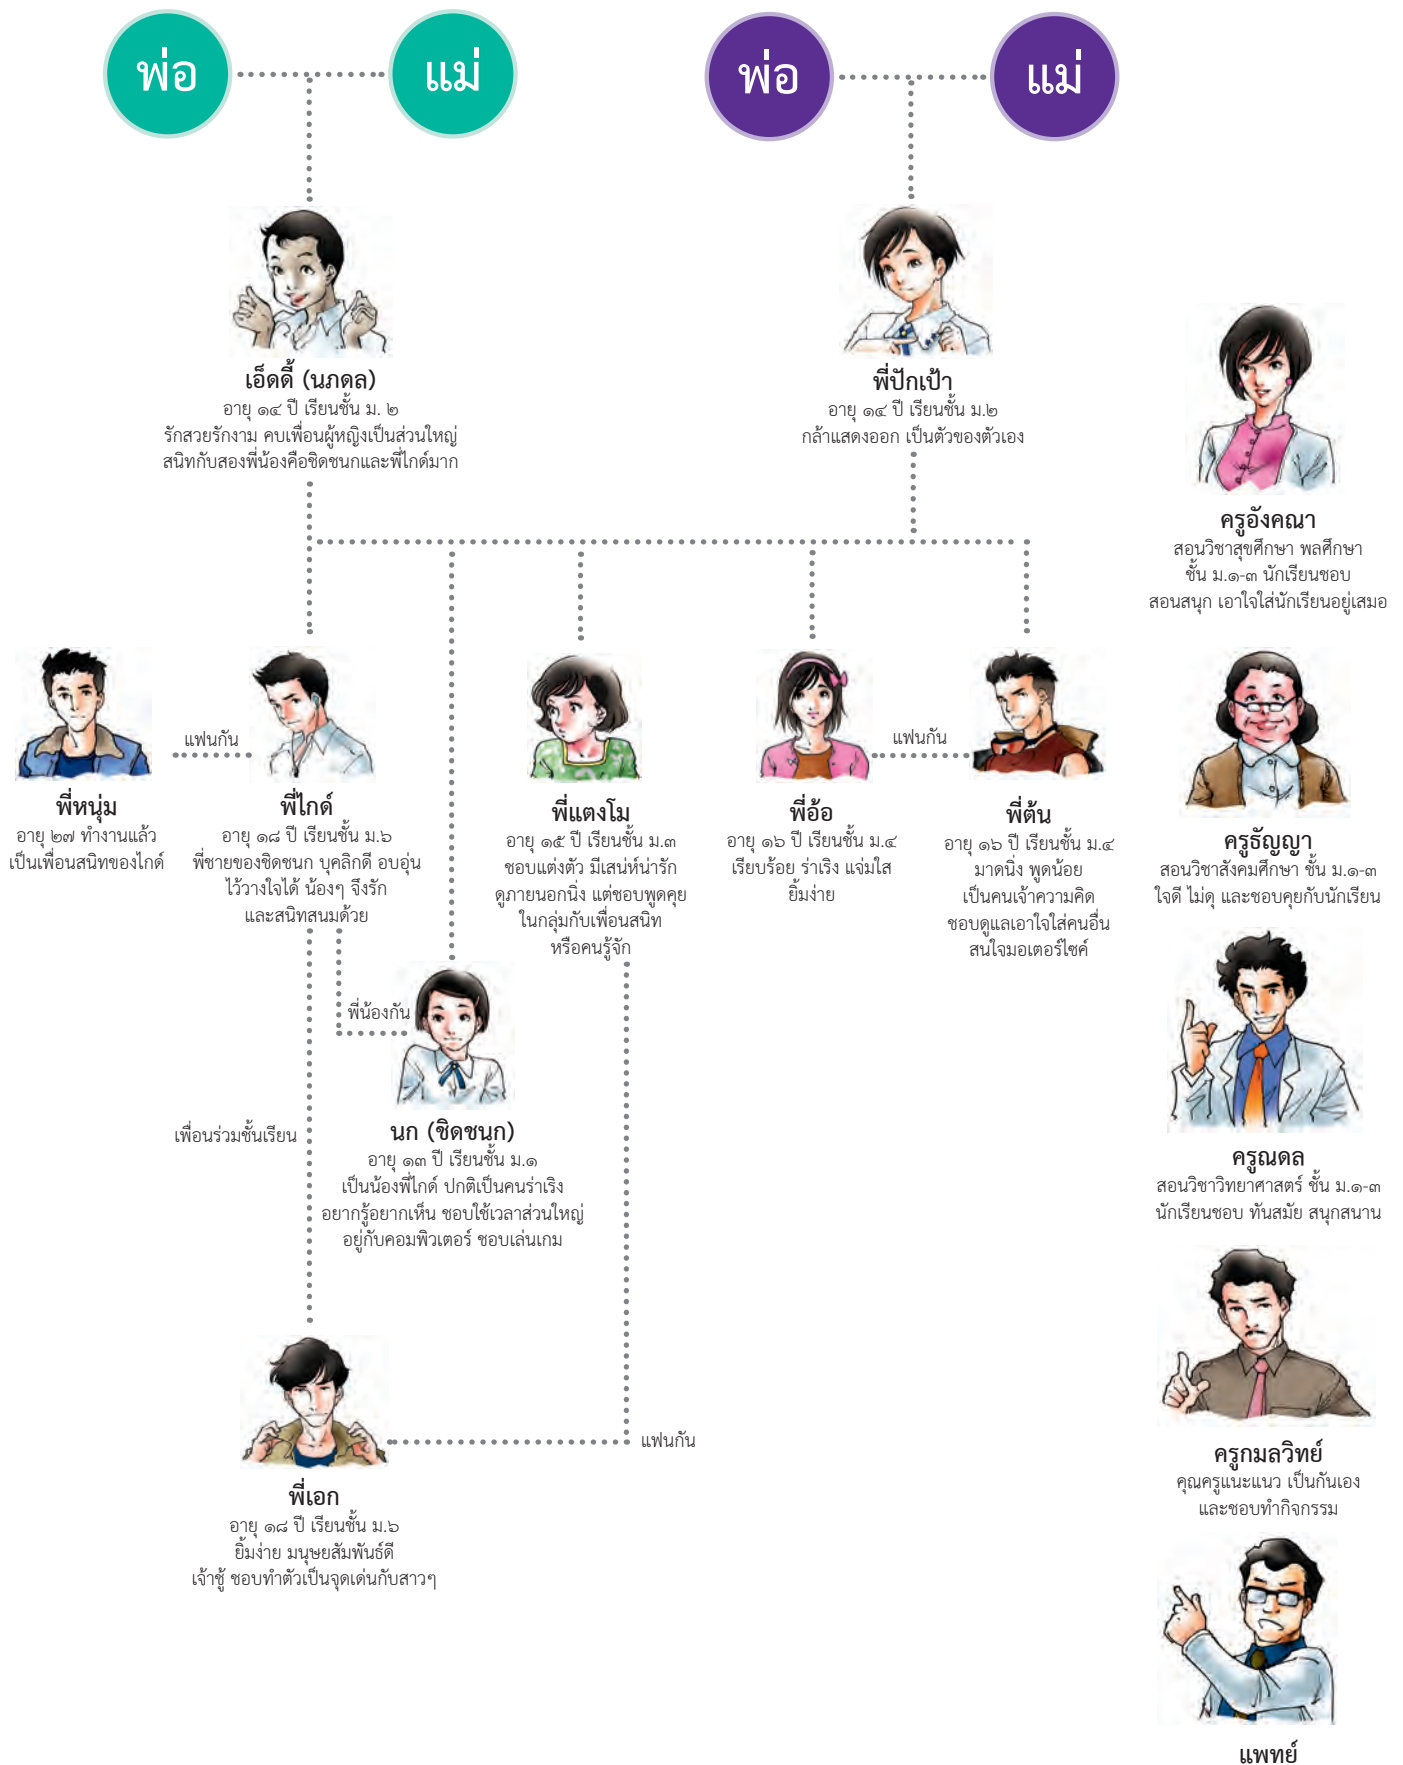 พ่อ
แม่
พ่อ
แม่
เอ็ดดี้ (นภดล)
อายุ ๑๔ ปี เรียนชั้น ม. ๒
รักสวยรักงาม คบเพื่อนผู้หญิงเป็นส่วนใหญ่
สนิทกับสองพี่น้องคือชิดชนกและพี่ไกด์มาก
พี่ปักเป้า
อายุ ๑๔ ปี เรียนชั้น ม.๒
กล้าแสดงออก เป็นตัวของตัวเอง
ครูอังคณา
สอนวิชาสุขศึกษา พลศึกษา
ชั้น ม.๑-๓ นักเรียนชอบ
สอนสนุก เอาใจใส่นักเรียนอยู่เสมอ
แฟนกัน
พี่หนุ่ม
อายุ ๒๗ ทำงานแล้ว
เป็นเพื่อนสนิทของไกด์
พี่ไกด์
อายุ ๑๘ ปี เรียนชั้น ม.๖
พี่ชายของชิดชนก บุคลิกดี อบอุ่น
ไว้วางใจได้ น้องๆ จึงรัก
และสนิทสนมด้วย
พี่แตงโม
อายุ ๑๕ ปี เรียนชั้น ม.๓
ชอบแต่งตัว มีเสน่ห์น่ารัก
ดูภายนอกนิ่ง แต่ชอบพูดคุย
ในกลุ่มกับเพื่อนสนิท
หรือคนรู้จัก
แฟนกัน
พี่อ้อ
อายุ ๑๖ ปี เรียนชั้น ม.๔
เรียบร้อย ร่าเริง แจ่มใส
ยิ้มง่าย
พี่ต้น
อายุ ๑๖ ปี เรียนชั้น ม.๔
มาดนิ่ง พูดน้อย
เป็นคนเจ้าความคิด
ชอบดูแลเอาใจใส่คนอื่น
สนใจมอเตอร์ไซค์
ครูธัญญา
สอนวิชาสังคมศึกษา ชั้น ม.๑-๓
ใจดี ไม่ดุ และชอบคุยกับนักเรียน
พี่น้องกัน
เพื่อนร่วมชั้นเรียน
นก (ชิดชนก)
อายุ ๑๓ ปี เรียนชั้น ม.๑
เป็นน้องพี่ไกด์ ปกติเป็นคนร่าเริง
อยากรู้อยากเห็น ชอบใช้เวลาส่วนใหญ่
อยู่กับคอมพิวเตอร์ ชอบเล่นเกม
ครูณดล
สอนวิชาวิทยาศาสตร์ ชั้น ม.๑-๓
นักเรียนชอบ ทันสมัย สนุกสนาน
แฟนกัน
พี่เอก
อายุ ๑๘ ปี เรียนชั้น ม.๖
ยิ้มง่าย มนุษยสัมพันธ์ดี
เจ้าชู้ ชอบทำตัวเป็นจุดเด่นกับสาวๆ
ครูกมลวิทย์
คุณครูแนะแนว เป็นกันเอง
และชอบทำกิจกรรม
แพทย์